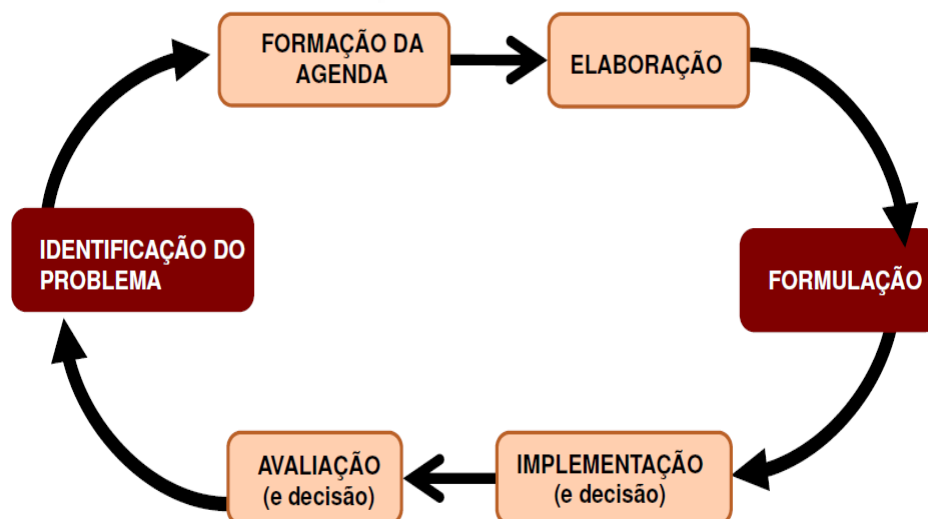 FORMAÇÃO DA
AGENDA
ELABORAÇÃO
IDENTIFICAÇÃO DO
PROBLEMA
FORMULAÇÃO
AVALIAÇÃO
(e decisão)
IMPLEMENTAÇÃO
(e decisão)